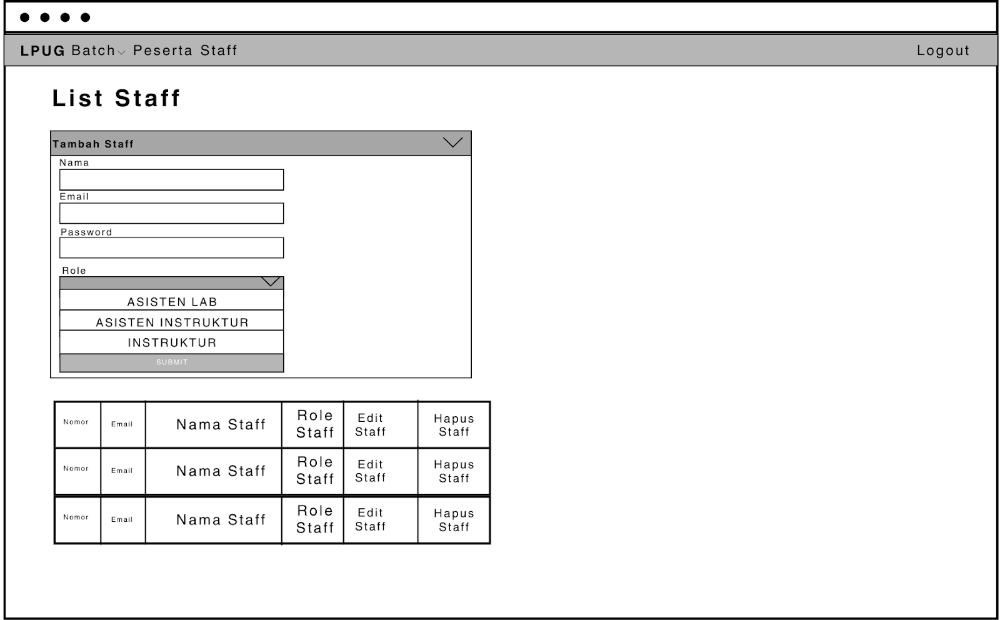 LPUG Batch Peserta Staff Logout
List Staff
Tambah Staff
Nama
Email
Password
Role
ASISTEN LAB
ASISTEN INSTRUKTUR
INSTRUKTUR
SUBMIT
Nomor Email Nama Staff Role Staff Edit Staff Hapus Staff
Nomor Email Nama Staff Role Staff Edit Staff Hapus Staff
Nomor Email Nama Staff Role Staff Edit Staff Hapus Staff